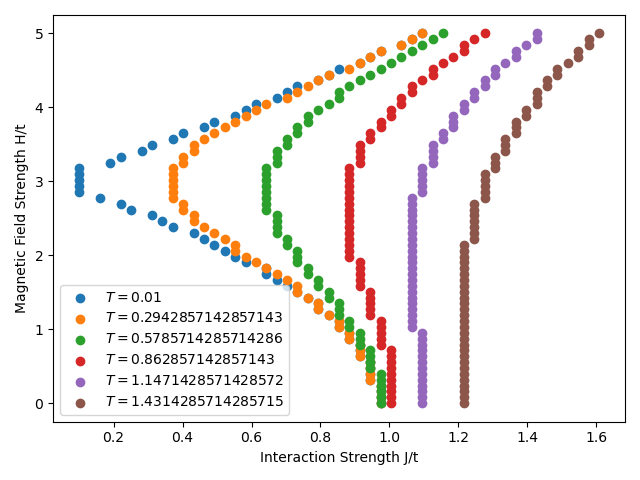 5
4
3
2
1
0
Magnetic Field Strength H/t
T = 0.01
T = 0.2942857142857143
T = 0.5785714285714286
T = 0.862857142857143
T = 1.1471428571428572
T = 1.4314285714285715
0.2 0.4 0.6 0.8 1.0 1.2 1.4 1.6
Interaction Strength J/t